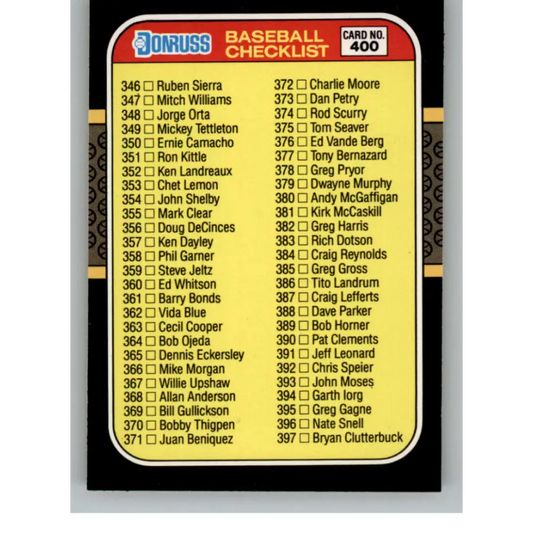 DONRUSS
BASEBALL
CHECKLIST
CARD NO.
400
346 Ruben Sierra
347 Mitch Williams
348 Jorge Orta
349 Mickey Tettleton
350 Ernie Camacho
351 Ron Kittle
352 Ken Landreaux
353 Chet Lemon
354 John Shelby
355 Mark Clear
356 Doug DeCinces
357 Ken Dayley
358 Phil Garner
359 Steve Jeltz
360 Ed Whitson
361 Barry Bonds
362 Vida Blue
363 Cecil Cooper
364 Bob Ojeda
365 Dennis Eckersley
366 Mike Morgan
367 Willie Upshaw
368 Allan Anderson
369 Bill Gullickson
370 Bobby Thigpen
371 Juan Beniquez
372 Charlie Moore
373 Dan Petry
374 Rod Scurry
375 Tom Seaver
376 Ed Vande Berg
377 Tony Bernazard
378 Greg Pryor
379 Dwayne Murphy
380 Andy McGaffigan
381 Kirk McCaskill
382 Greg Harris
383 Rich Dotson
384 Craig Reynolds
385 Greg Gross
386 Tito Landrum
387 Craig Lefferts
388 Dave Parker
389 Bob Horner
390 Pat Clements
391 Jeff Leonard
392 Chris Speier
393 John Moses
394 Garth Iorg
395 Greg Gagne
396 Nate Snell
397 Bryan Clutterbuck